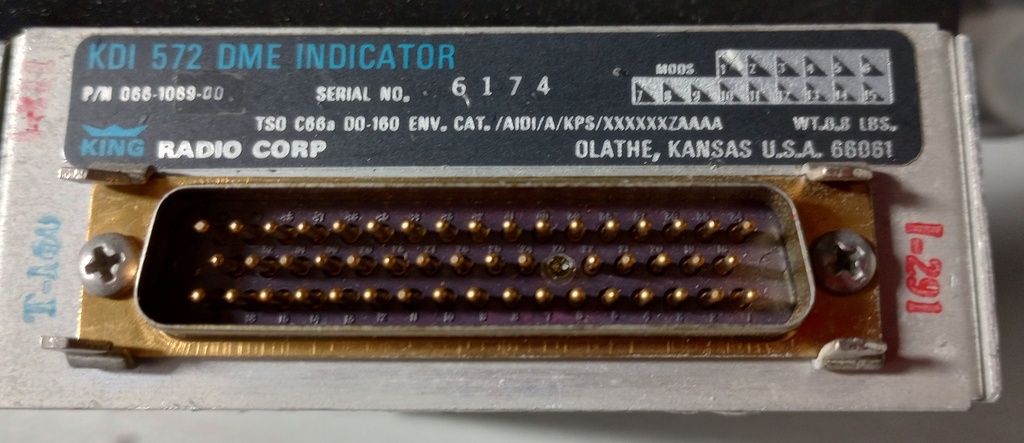 KDI 572 DME INDICATOR
P/N 066-1069-00 SERIAL NO. 6174
MODS 1 2 3 4 5 6
7 8 9 10 11 12 13 14 15
TSO C66a DO-160 ENV. CAT./A1D1/A/KPS/XXXXXXZAAAA WT.0.8 LBS.
KING RADIO CORP OLATHE, KANSAS U.S.A. 66061
I-291